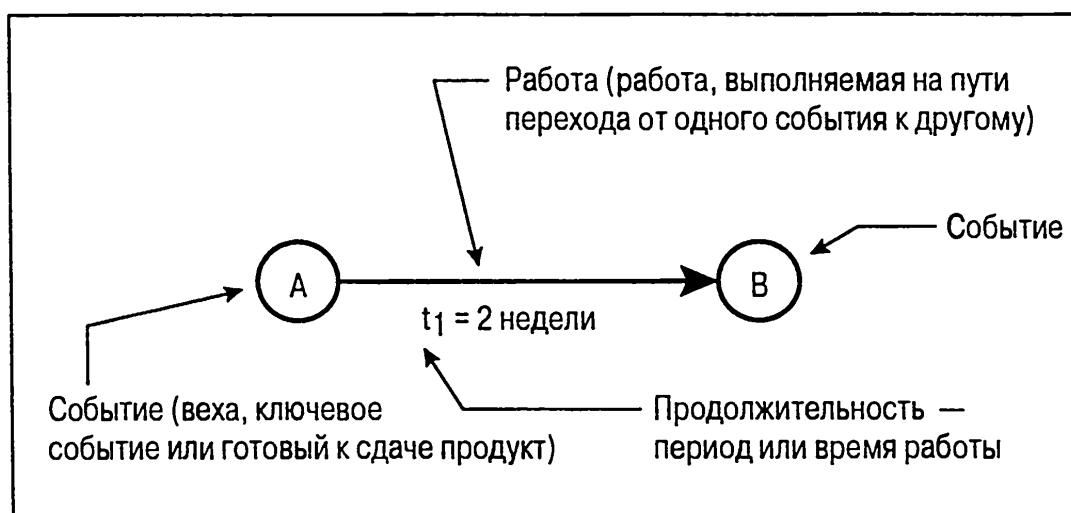 Работа (работа, выполняемая на пути
перехода от одного события к другому)
Событие
A
B
t1 = 2 недели
Событие (веха, ключевое
событие или готовый к сдаче продукт)
Продолжительность —
период или время работы